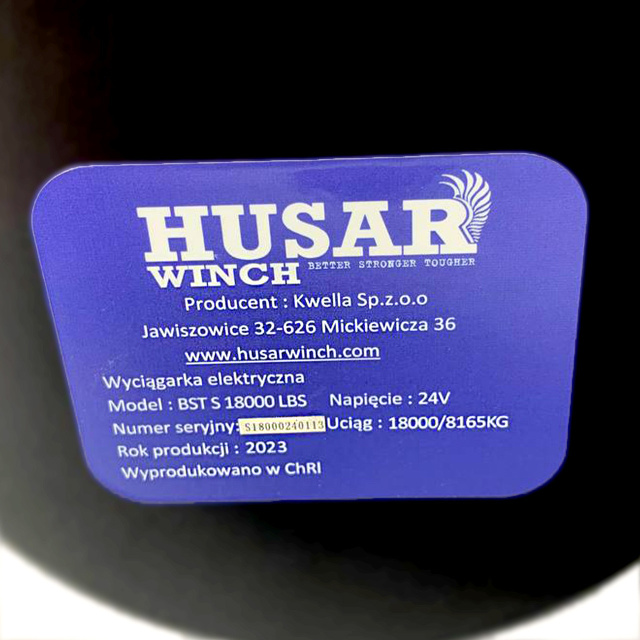 HUSAR
WINCH BETTER STRONGER TOUGHER
Producent : Kwella Sp.z.o.o
Jawiszowice 32-626 Mickiewicza 36
www.husarwinch.com
Wyciągarka elektryczna
Model : BST S 18000 LBS Napięcie : 24V
Numer seryjny: S18000240113 Uciąg : 18000/8165KG
Rok produkcji : 2023
Wyprodukowano w ChRl